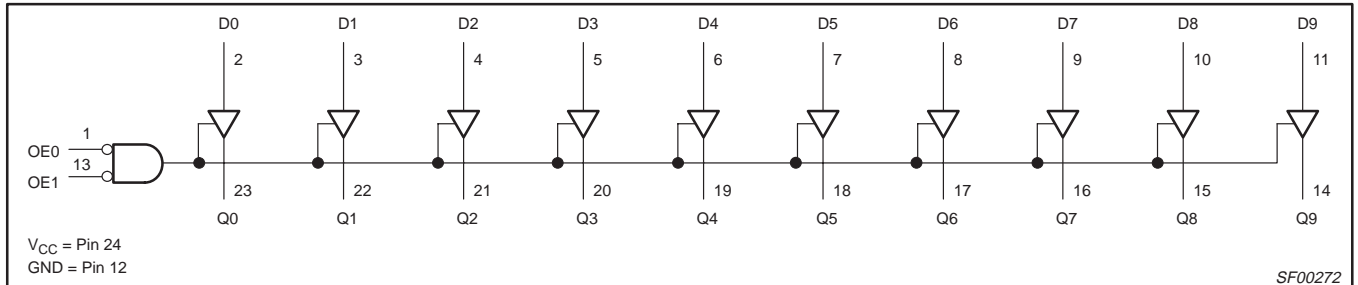 D0 D1 D2 D3 D4 D5 D6 D7 D8 D9
2 3 4 5 6 7 8 9 10 11
1
OE0
13
OE1
23 22 21 20 19 18 17 16 15 14
Q0 Q1 Q2 Q3 Q4 Q5 Q6 Q7 Q8 Q9
VCC = Pin 24
GND = Pin 12
SF00272